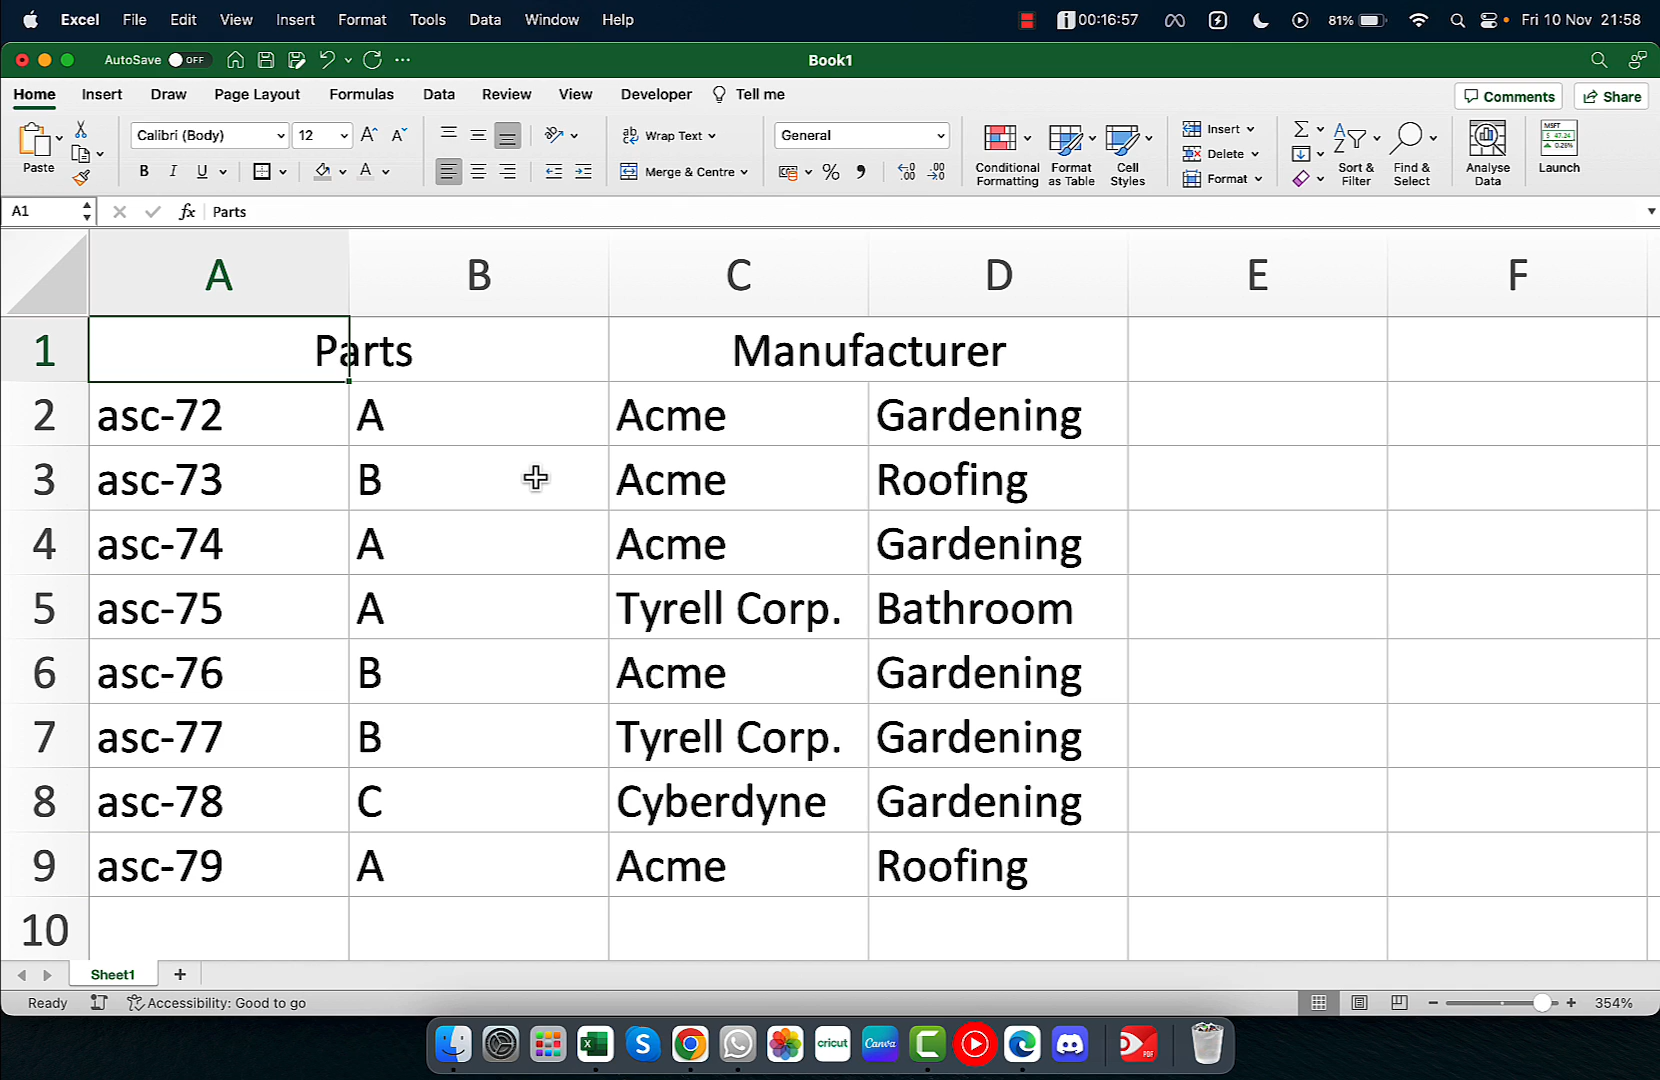 Excel File Edit View Insert Format Tools Data Window Help 00:16:57 81% Fri 10 Nov 21:58
AutoSave OFF Book1
Home Insert Draw Page Layout Formulas Data Review View Developer Tell me Comments Share
Paste Calibri (Body) 12 Wrap Text General Insert
B I U A Merge & Centre % Conditional Formatting Format as Table Cell Styles Delete Format Sort & Filter Find & Select Analyse Data Launch
MSFT 47.24 0.26%
A1 fx Parts
A B C D E F
1 Parts Manufacturer
2 asc-72 A Acme Gardening
3 asc-73 B Acme Roofing
4 asc-74 A Acme Gardening
5 asc-75 A Tyrell Corp. Bathroom
6 asc-76 B Acme Gardening
7 asc-77 B Tyrell Corp. Gardening
8 asc-78 C Cyberdyne Gardening
9 asc-79 A Acme Roofing
10
Sheet1 +
Ready Accessibility: Good to go 354%
cricut Canva PDF